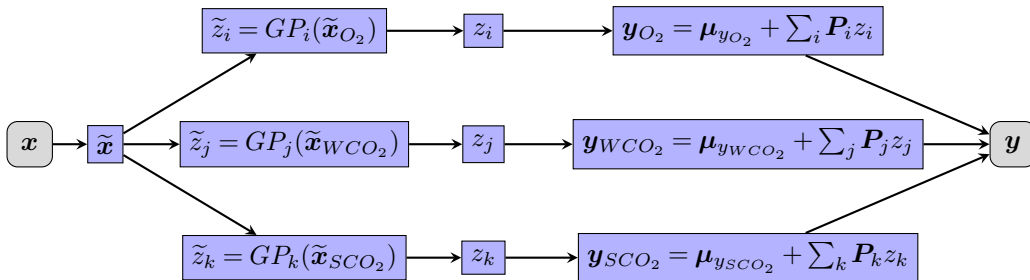 z̃ᵢ = GPᵢ(x̃_{O₂}) zᵢ y_{O₂} = μ_{y_{O₂}} + ∑ᵢ Pᵢzᵢ
x x̃ z̃ⱼ = GPⱼ(x̃_{WCO₂}) zⱼ y_{WCO₂} = μ_{y_{WCO₂}} + ∑ⱼ Pⱼzⱼ y
z̃ₖ = GPₖ(x̃_{SCO₂}) zₖ y_{SCO₂} = μ_{y_{SCO₂}} + ∑ₖ Pₖzₖ